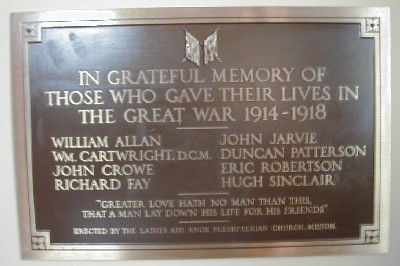 IN GRATEFUL MEMORY OF
THOSE WHO GAVE THEIR LIVES IN
THE GREAT WAR 1914-1918
WILLIAM ALLAN JOHN JARVIE
WM. CARTWRIGHT, D.C.M. DUNCAN PATTERSON
JOHN CROWE ERIC ROBERTSON
RICHARD FAY HUGH SINCLAIR
"GREATER LOVE HATH NO MAN THAN THIS,
THAT A MAN LAY DOWN HIS LIFE FOR HIS FRIENDS"
ERECTED BY THE LADIES AID, KNOX PRESBYTERIAN CHURCH, MILTON.